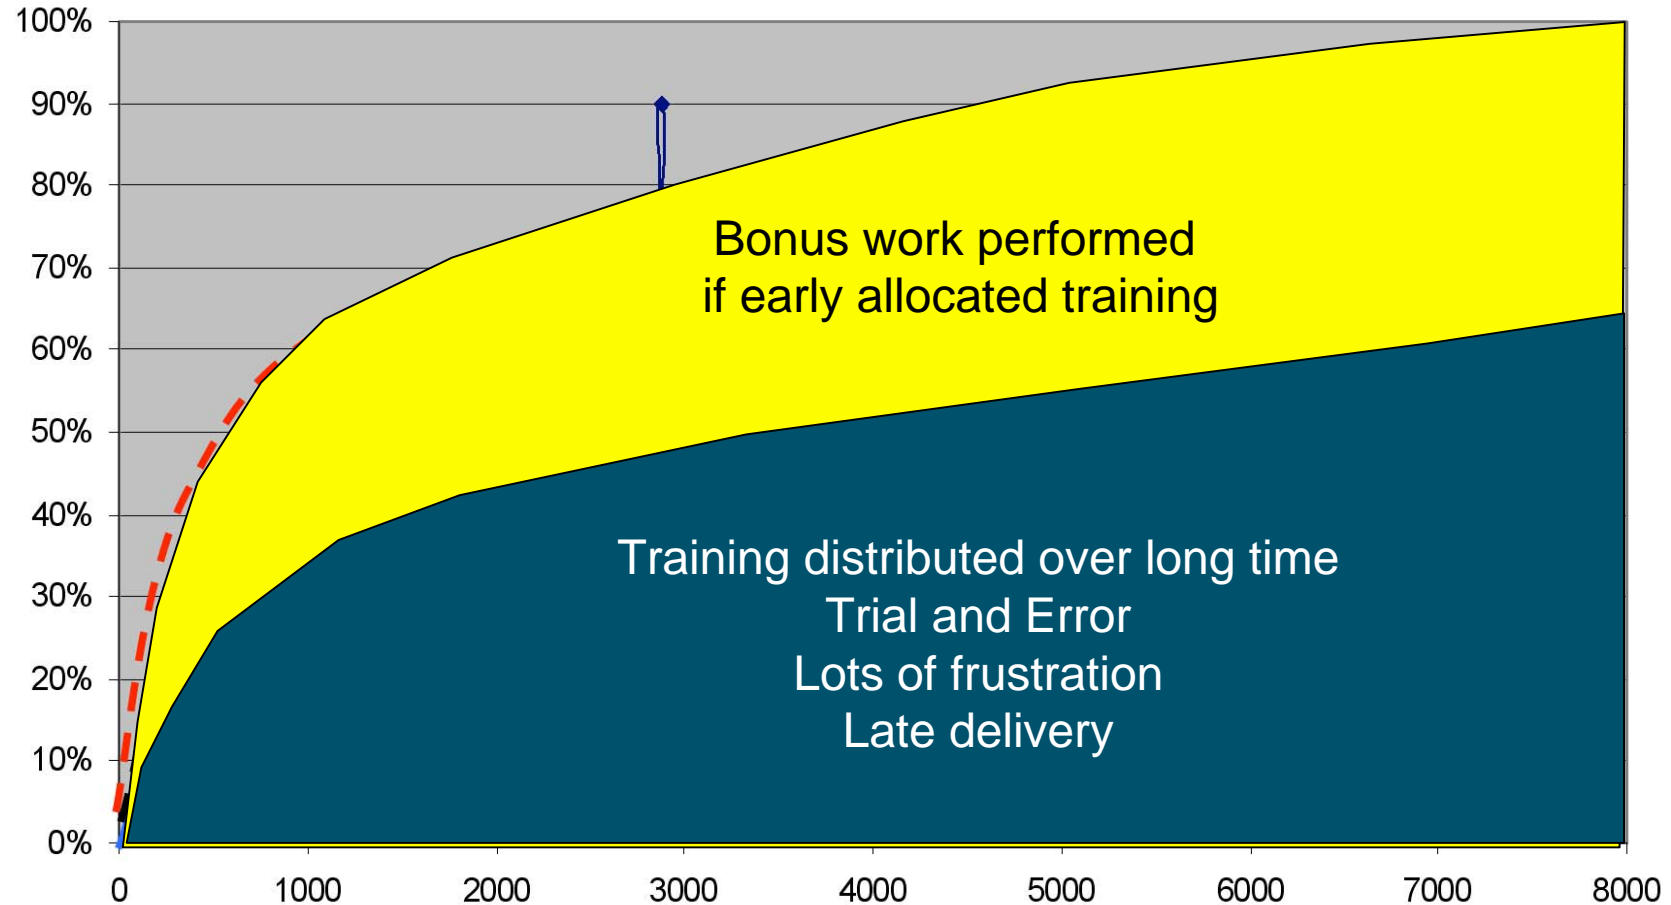 100%
90%
80%
70%
60%
50%
40%
30%
20%
10%
0%
Bonus work performed
if early allocated training
Training distributed over long time
Trial and Error
Lots of frustration
Late delivery
0 1000 2000 3000 4000 5000 6000 7000 8000